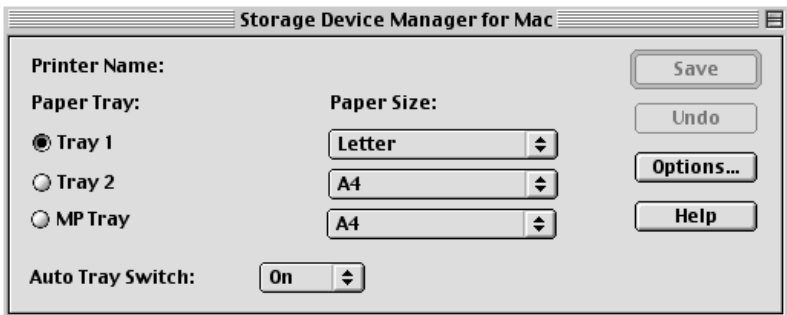 Storage Device Manager for Mac
Printer Name:
Save
Paper Tray:
Paper Size:
Undo
Tray 1
Letter
Options...
Tray 2
A4
MP Tray
A4
Help
Auto Tray Switch:
On